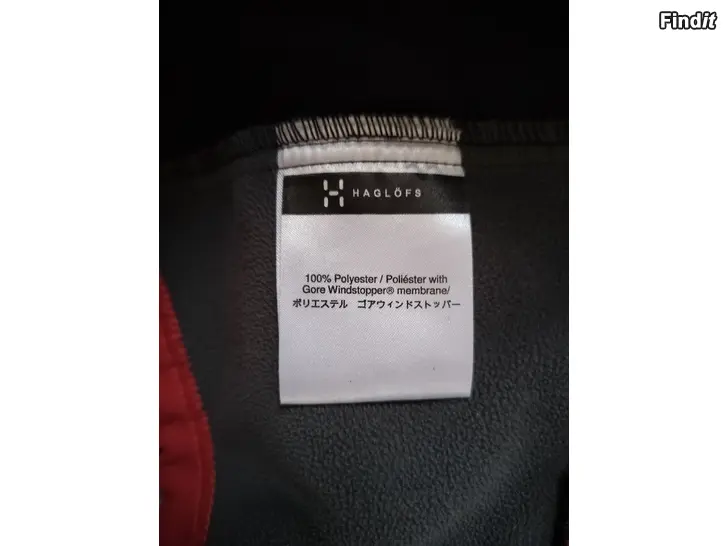 Findit
HAGLÖFS
100% Polyester / Poliéster with
Gore Windstopper® membrane/
ポリエステル ゴアウィンドストッパー